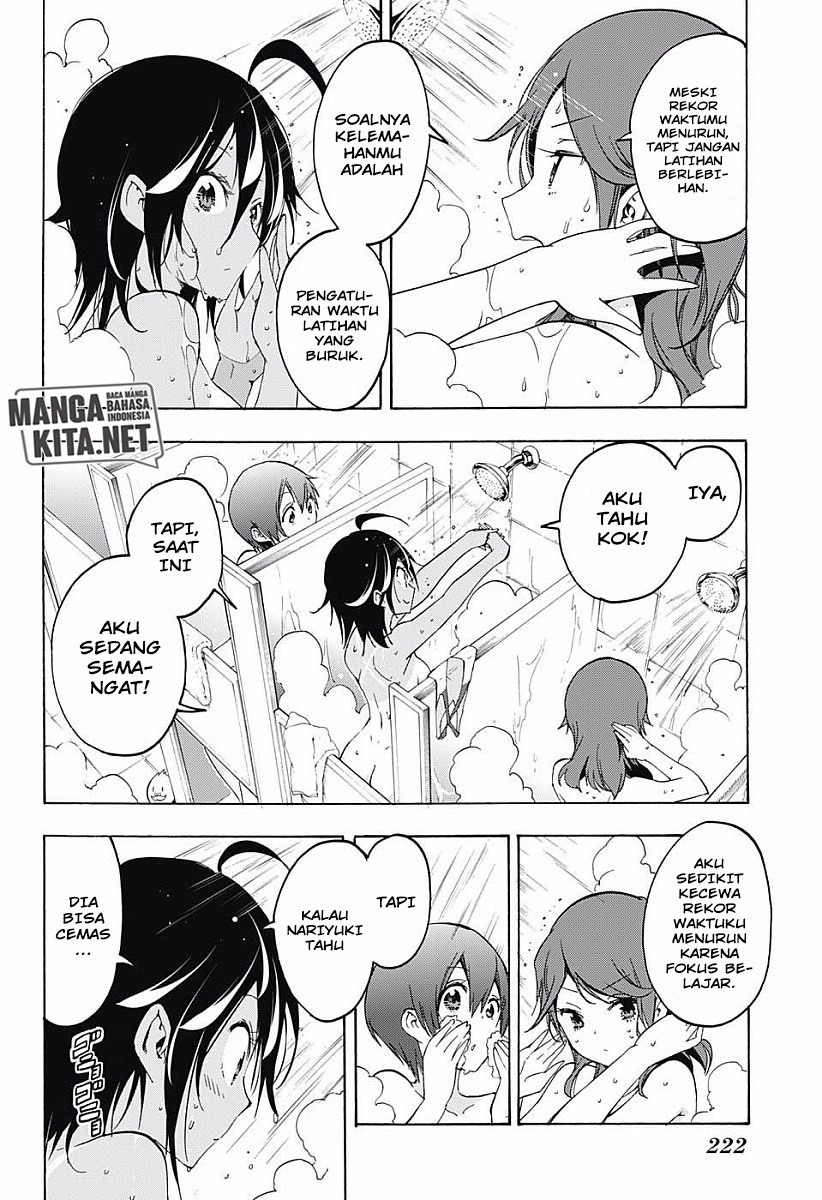 MESKI
REKOR
WAKTUMU
MENURUN,
TAPI JANGAN
LATIHAN
BERLEBI-
HAN.
SOALNYA
KELEMA-
HANMU
ADALAH
PENGATU-
RAN WAKTU
LATIHAN
YANG
BURUK.
MANGA-
KITA.NET
BACA MANGA
BAHASA,
INDONESIA
IYA,
AKU
TAHU
KOK!
TAPI,
SAAT
INI
AKU
SEDANG
SEMA-
NGAT!
AKU
SEDIKIT
KECEWA
REKOR
WAKTUKU
MENURUN
KARENA
FOKUS BE-
LAJAR.
TAPI
KALAU
NARIYUKI
TAHU
DIA
BISA
CEMAS
...
222